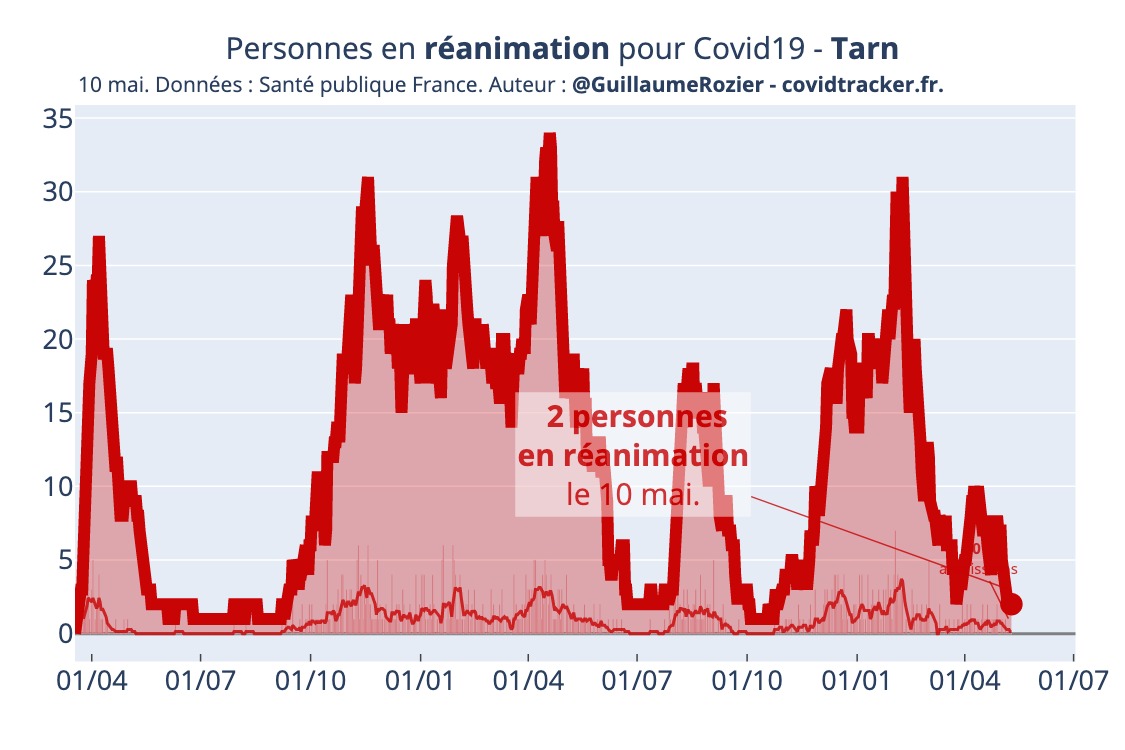 Personnes en réanimation pour Covid19 - Tarn
10 mai. Données : Santé publique France. Auteur : @GuillaumeRozier - covidtracker.fr.
35
30
25
20
15
10
5
0
2 personnes
en réanimation
le 10 mai.
0
01/04 01/07 01/10 01/01 01/04 01/07 01/10 01/01 01/04 01/07